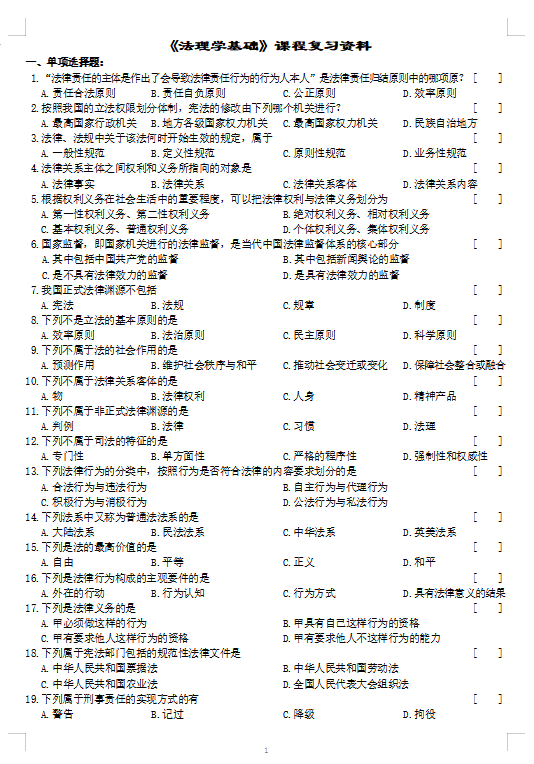 《法理学基础》课程复习资料
一、单项选择题:
1. “法律责任的主体是作出了会导致法律责任行为的行为人本人”是法律责任归结原则中的哪项原则? [ ]
A. 责任合法原则 B. 责任自负原则 C. 公正原则 D. 效率原则
2. 按照我国的立法权限划分体制，宪法的修改由下列哪个机关进行? [ ]
A. 最高国家行政机关 B. 地方各级国家权力机关 C. 最高国家权力机关 D. 民族自治地方
3. 法律、法规中关于该法何时开始生效的规定，属于 [ ]
A. 一般性规范 B. 定义性规范 C. 原则性规范 D. 业务性规范
4. 法律关系主体之间权利和义务所指向的对象是 [ ]
A. 法律事实 B. 法律关系 C. 法律关系客体 D. 法律关系内容
5. 根据权利义务在社会生活中的重要程度，可以把法律权利与法律义务划分为 [ ]
A. 第一性权利义务、第二性权利义务 B. 绝对权利义务、相对权利义务
C. 基本权利义务、普通权利义务 D. 个体权利义务、集体权利义务
6. 国家监督，即国家机关进行的法律监督，是当代中国法律监督体系的核心部分 [ ]
A. 其中包括中国共产党的监督 B. 其中包括新闻舆论的监督
C. 是不具有法律效力的监督 D. 是具有法律效力的监督
7. 我国正式法律渊源不包括 [ ]
A. 宪法 B. 法规 C. 规章 D. 制度
8. 下列不是立法的基本原则的是 [ ]
A. 效率原则 B. 法治原则 C. 民主原则 D. 科学原则
9. 下列不属于法的社会作用的是 [ ]
A. 预测作用 B. 维护社会秩序与和平 C. 推动社会变迁或变化 D. 保障社会整合或融合
10. 下列不属于法律关系客体的是 [ ]
A. 物 B. 法律权利 C. 人身 D. 精神产品
11. 下列不属于非正式法律渊源的是 [ ]
A. 判例 B. 法律 C. 习惯 D. 法理
12. 下列不属于司法的特征的是 [ ]
A. 专门性 B. 单方面性 C. 严格的程序性 D. 强制性和权威性
13. 下列法律行为的分类中，按照行为是否符合法律的内容要求划分的是 [ ]
A. 合法行为与违法行为 B. 自主行为与代理行为
C. 积极行为与消极行为 D. 公法行为与私法行为
14. 下列法系中又称为普通法法系的是 [ ]
A. 大陆法系 B. 民法法系 C. 中华法系 D. 英美法系
15. 下列是法的最高价值的是 [ ]
A. 自由 B. 平等 C. 正义 D. 和平
16. 下列是法律行为构成的主观要件的是 [ ]
A. 外在的行动 B. 行为认知 C. 行为方式 D. 具有法律意义的结果
17. 下列是法律义务的是 [ ]
A. 甲必须做这样的行为 B. 甲具有自己这样行为的资格
C. 甲有要求他人这样行为的资格 D. 甲有要求他人不这样行为的能力
18. 下列属于宪法部门包括的规范性法律文件是 [ ]
A. 中华人民共和国票据法 B. 中华人民共和国劳动法
C. 中华人民共和国农业法 D. 全国人民代表大会组织法
19. 下列属于刑事责任的实现方式的有 [ ]
A. 警告 B. 记过 C. 降级 D. 拘役
1